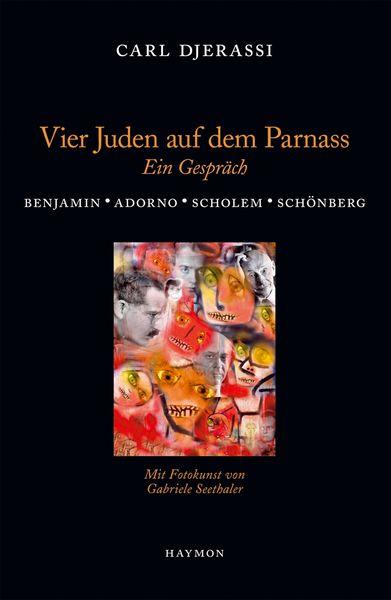 CARL DJERASSI
Vier Juden auf dem Parnass
Ein Gespräch
BENJAMIN • ADORNO • SCHOLEM • SCHÖNBERG
Mit Fotokunst von
Gabriele Seethaler
HAYMON